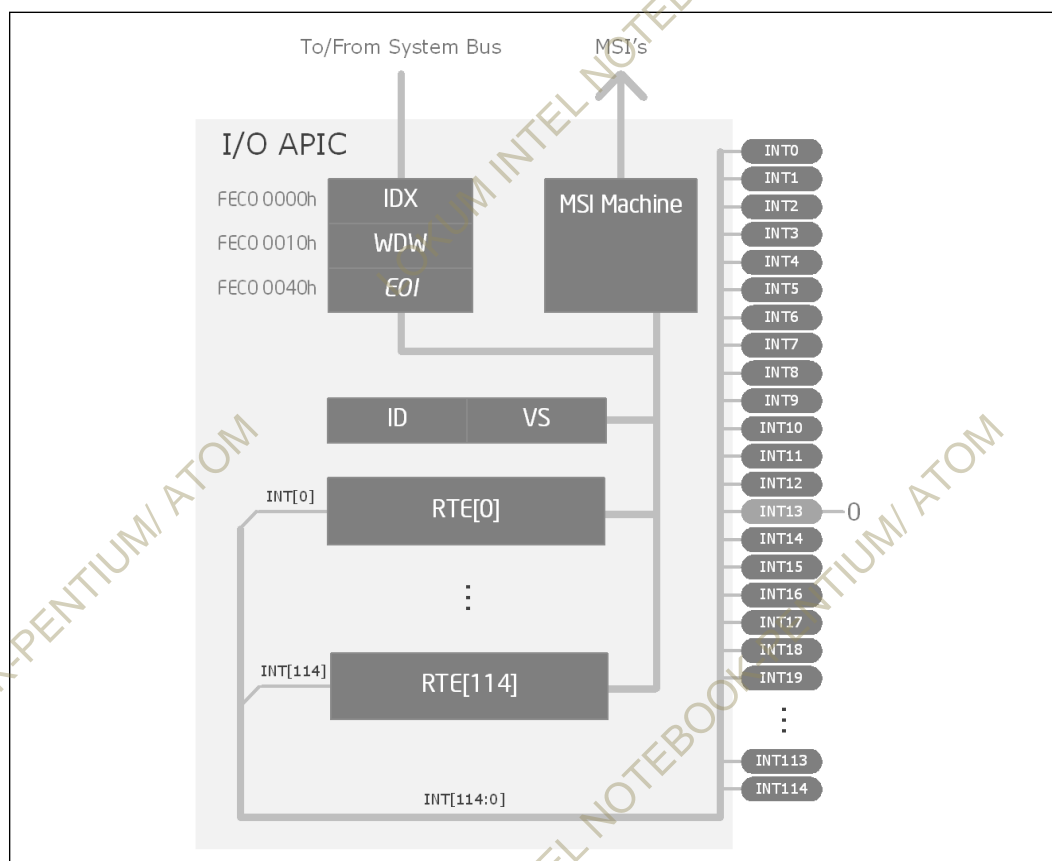 To/From System Bus
MSI's
I/O APIC
FEC0 0000h
IDX
FEC0 0010h
WDW
FEC0 0040h
EOI
MSI Machine
ID
VS
INT[0]
RTE[0]
⋮
INT[114]
RTE[114]
INT[114:0]
INT0
INT1
INT2
INT3
INT4
INT5
INT6
INT7
INT8
INT9
INT10
INT11
INT12
INT13
0
INT14
INT15
INT16
INT17
INT18
INT19
⋮
INT113
INT114
LOKUM INTEL NOTE
K-PENTIUM/ ATOM
INTEL NOTEBOOK-PENTIUM/ ATOM